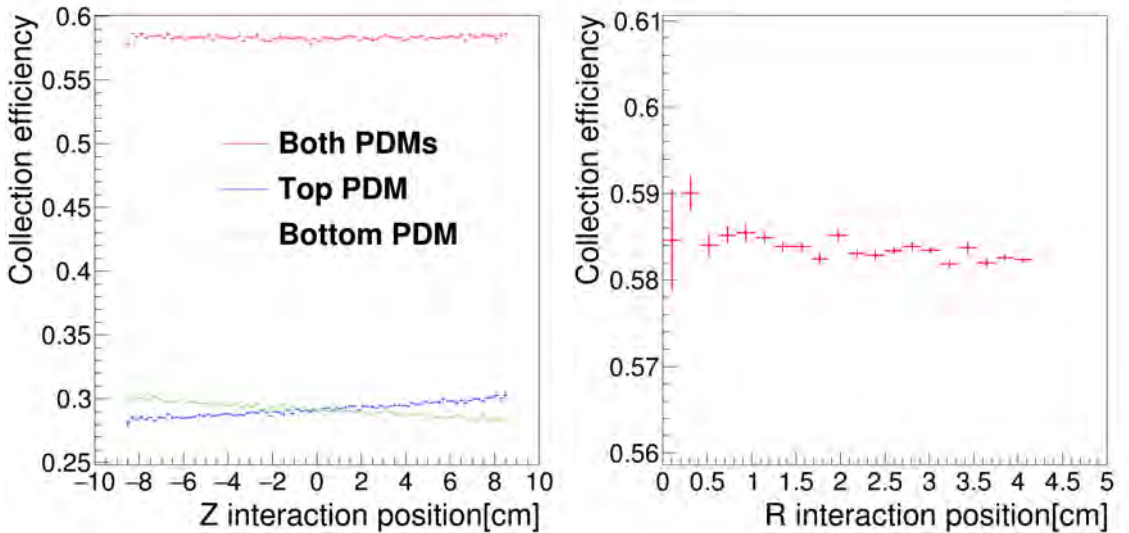 0.6
0.55
0.5
0.45
0.4
0.35
0.3
0.25
Collection efficiency
Both PDMs
Top PDM
Bottom PDM
−10 −8 −6 −4 −2 0 2 4 6 8 10
Z interaction position[cm]
0.61
0.6
0.59
0.58
0.57
0.56
Collection efficiency
0 0.5 1 1.5 2 2.5 3 3.5 4 4.5 5
R interaction position[cm]